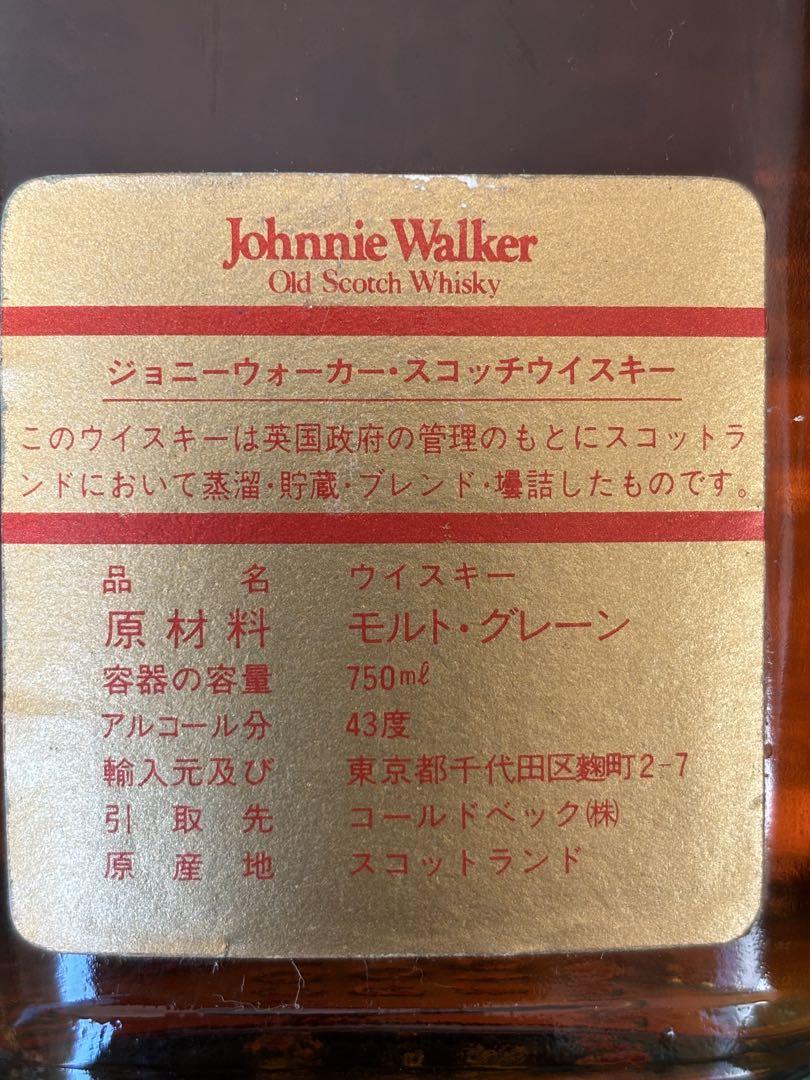 Johnnie Walker
Old Scotch Whisky
ジョニーウォーカー・スコッチウイスキー
このウイスキーは英国政府の管理のもとにスコットラ
ンドにおいて蒸溜・貯蔵・ブレンド・壜詰したものです。
品名 ウイスキー
原材料 モルト・グレーン
容器の容量 750mℓ
アルコール分 43度
輸入元及び 東京都千代田区麴町2-7
引取先 コールドベック㈱
原産地 スコットランド